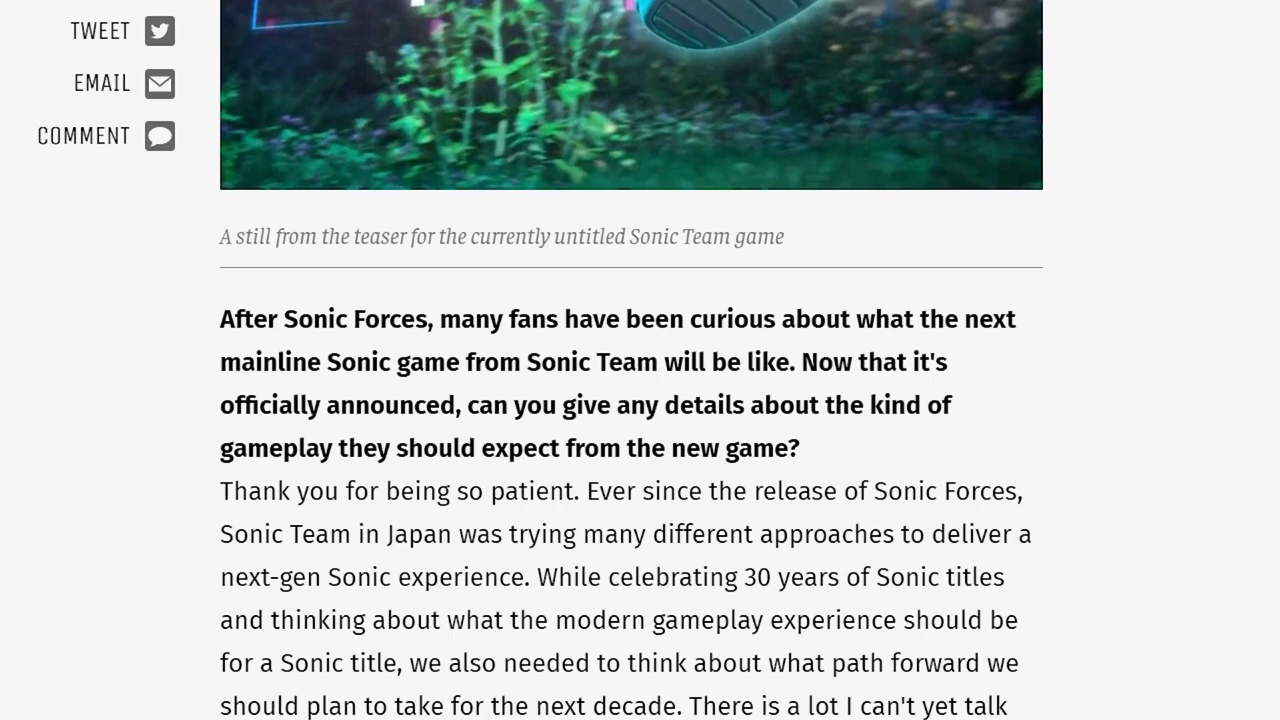 TWEET
EMAIL
COMMENT
A still from the teaser for the currently untitled Sonic Team game
After Sonic Forces, many fans have been curious about what the next
mainline Sonic game from Sonic Team will be like. Now that it's
officially announced, can you give any details about the kind of
gameplay they should expect from the new game?
Thank you for being so patient. Ever since the release of Sonic Forces,
Sonic Team in Japan was trying many different approaches to deliver a
next-gen Sonic experience. While celebrating 30 years of Sonic titles
and thinking about what the modern gameplay experience should be
for a Sonic title, we also needed to think about what path forward we
should plan to take for the next decade. There is a lot I can't yet talk